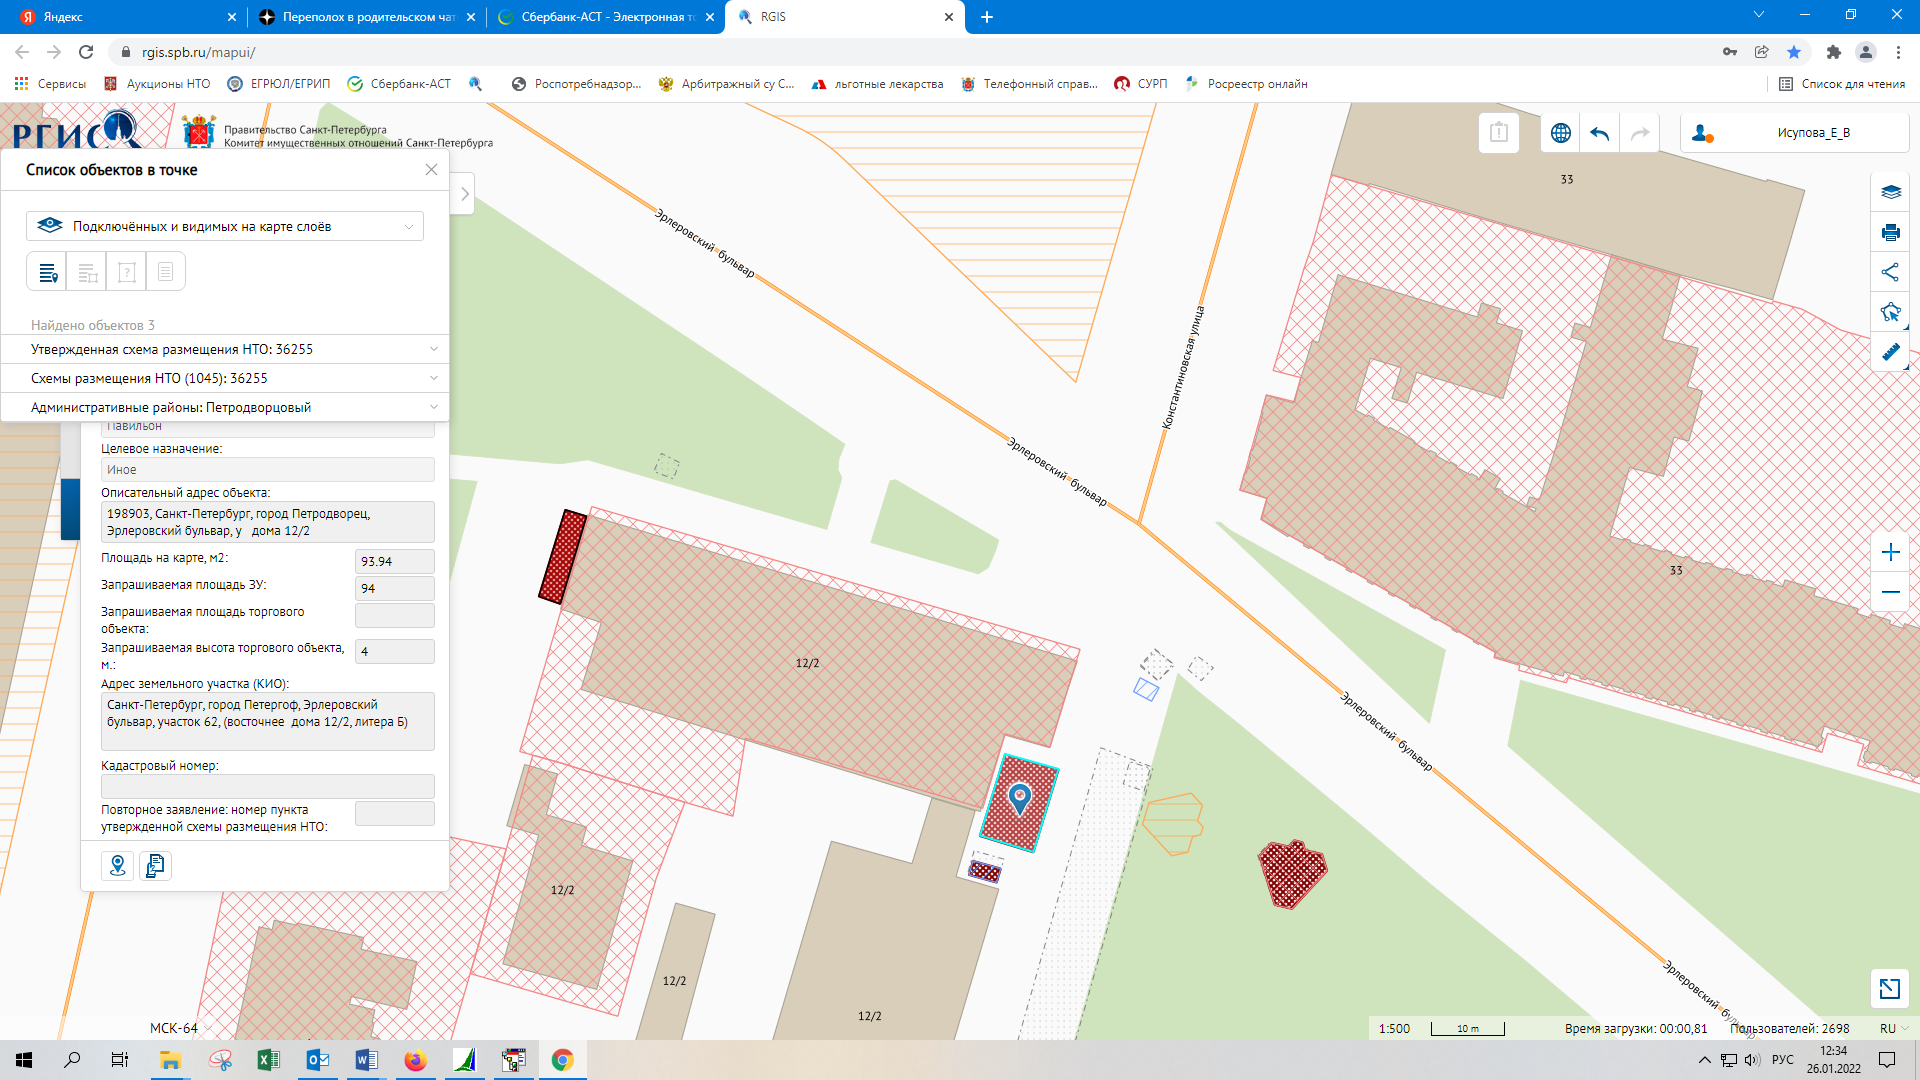 Яндекс
Переполох в родительском чат
Сбербанк-АСТ - Электронная т
RGIS
rgis.spb.ru/mapui/
Сервисы
Аукционы НТО
ЕГРЮЛ/ЕГРИП
Сбербанк-АСТ
Роспотребнадзор...
Арбитражный су С...
льготные лекарства
Телефонный справ...
СУРП
Росреестр онлайн
Список для чтения
РГИС
Правительство Санкт-Петербурга
Комитет имущественных отношений Санкт-Петербурга
Исупова_Е_В
Список объектов в точке
Подключённых и видимых на карте слоёв
Найдено объектов 3
Утвержденная схема размещения НТО: 36255
Схемы размещения НТО (1045): 36255
Административные районы: Петродворцовый
Павильон
Целевое назначение:
Иное
Описательный адрес объекта:
198903, Санкт-Петербург, город Петродворец,
Эрлеровский бульвар, у дома 12/2
Площадь на карте, м2:
93.94
Запрашиваемая площадь ЗУ:
94
Запрашиваемая площадь торгового
объекта:
Запрашиваемая высота торгового объекта,
м.:
4
Адрес земельного участка (КИО):
Санкт-Петербург, город Петергоф, Эрлеровский
бульвар, участок 62, (восточнее дома 12/2, литера Б)
Кадастровый номер:
Повторное заявление: номер пункта
утвержденной схемы размещения НТО:
Эрлеровский бульвар
Константиновская улица
Эрлеровский бульвар
Эрлеровский бульвар
Эрлеровский бульвар
33
33
12/2
12/2
12/2
12/2
МСК-64
1:500
10 m
Время загрузки: 00:00,81
Пользователей: 2698
RU
РУС
12:34
26.01.2022